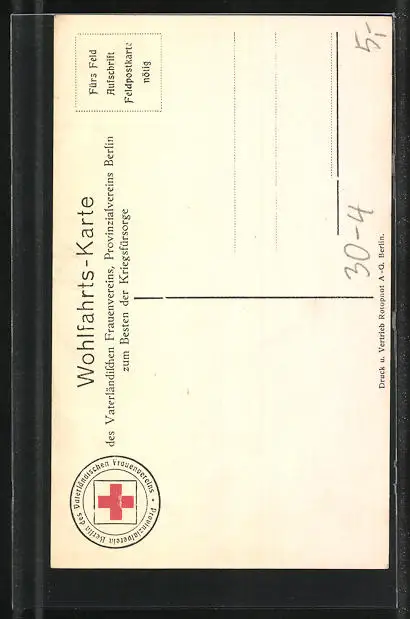 Wohlfahrts-Karte
des Vaterländischen Frauenvereins, Provinzialvereins Berlin
zum Besten der Kriegsfürsorge
Fürs Feld
Aufschrift
Feldpostkarte
nötig
Provinzialverein Berlin des Vaterländischen Frauenvereins
30-4
5,-
Druck u. Vertrieb Rotophot A-G. Berlin.